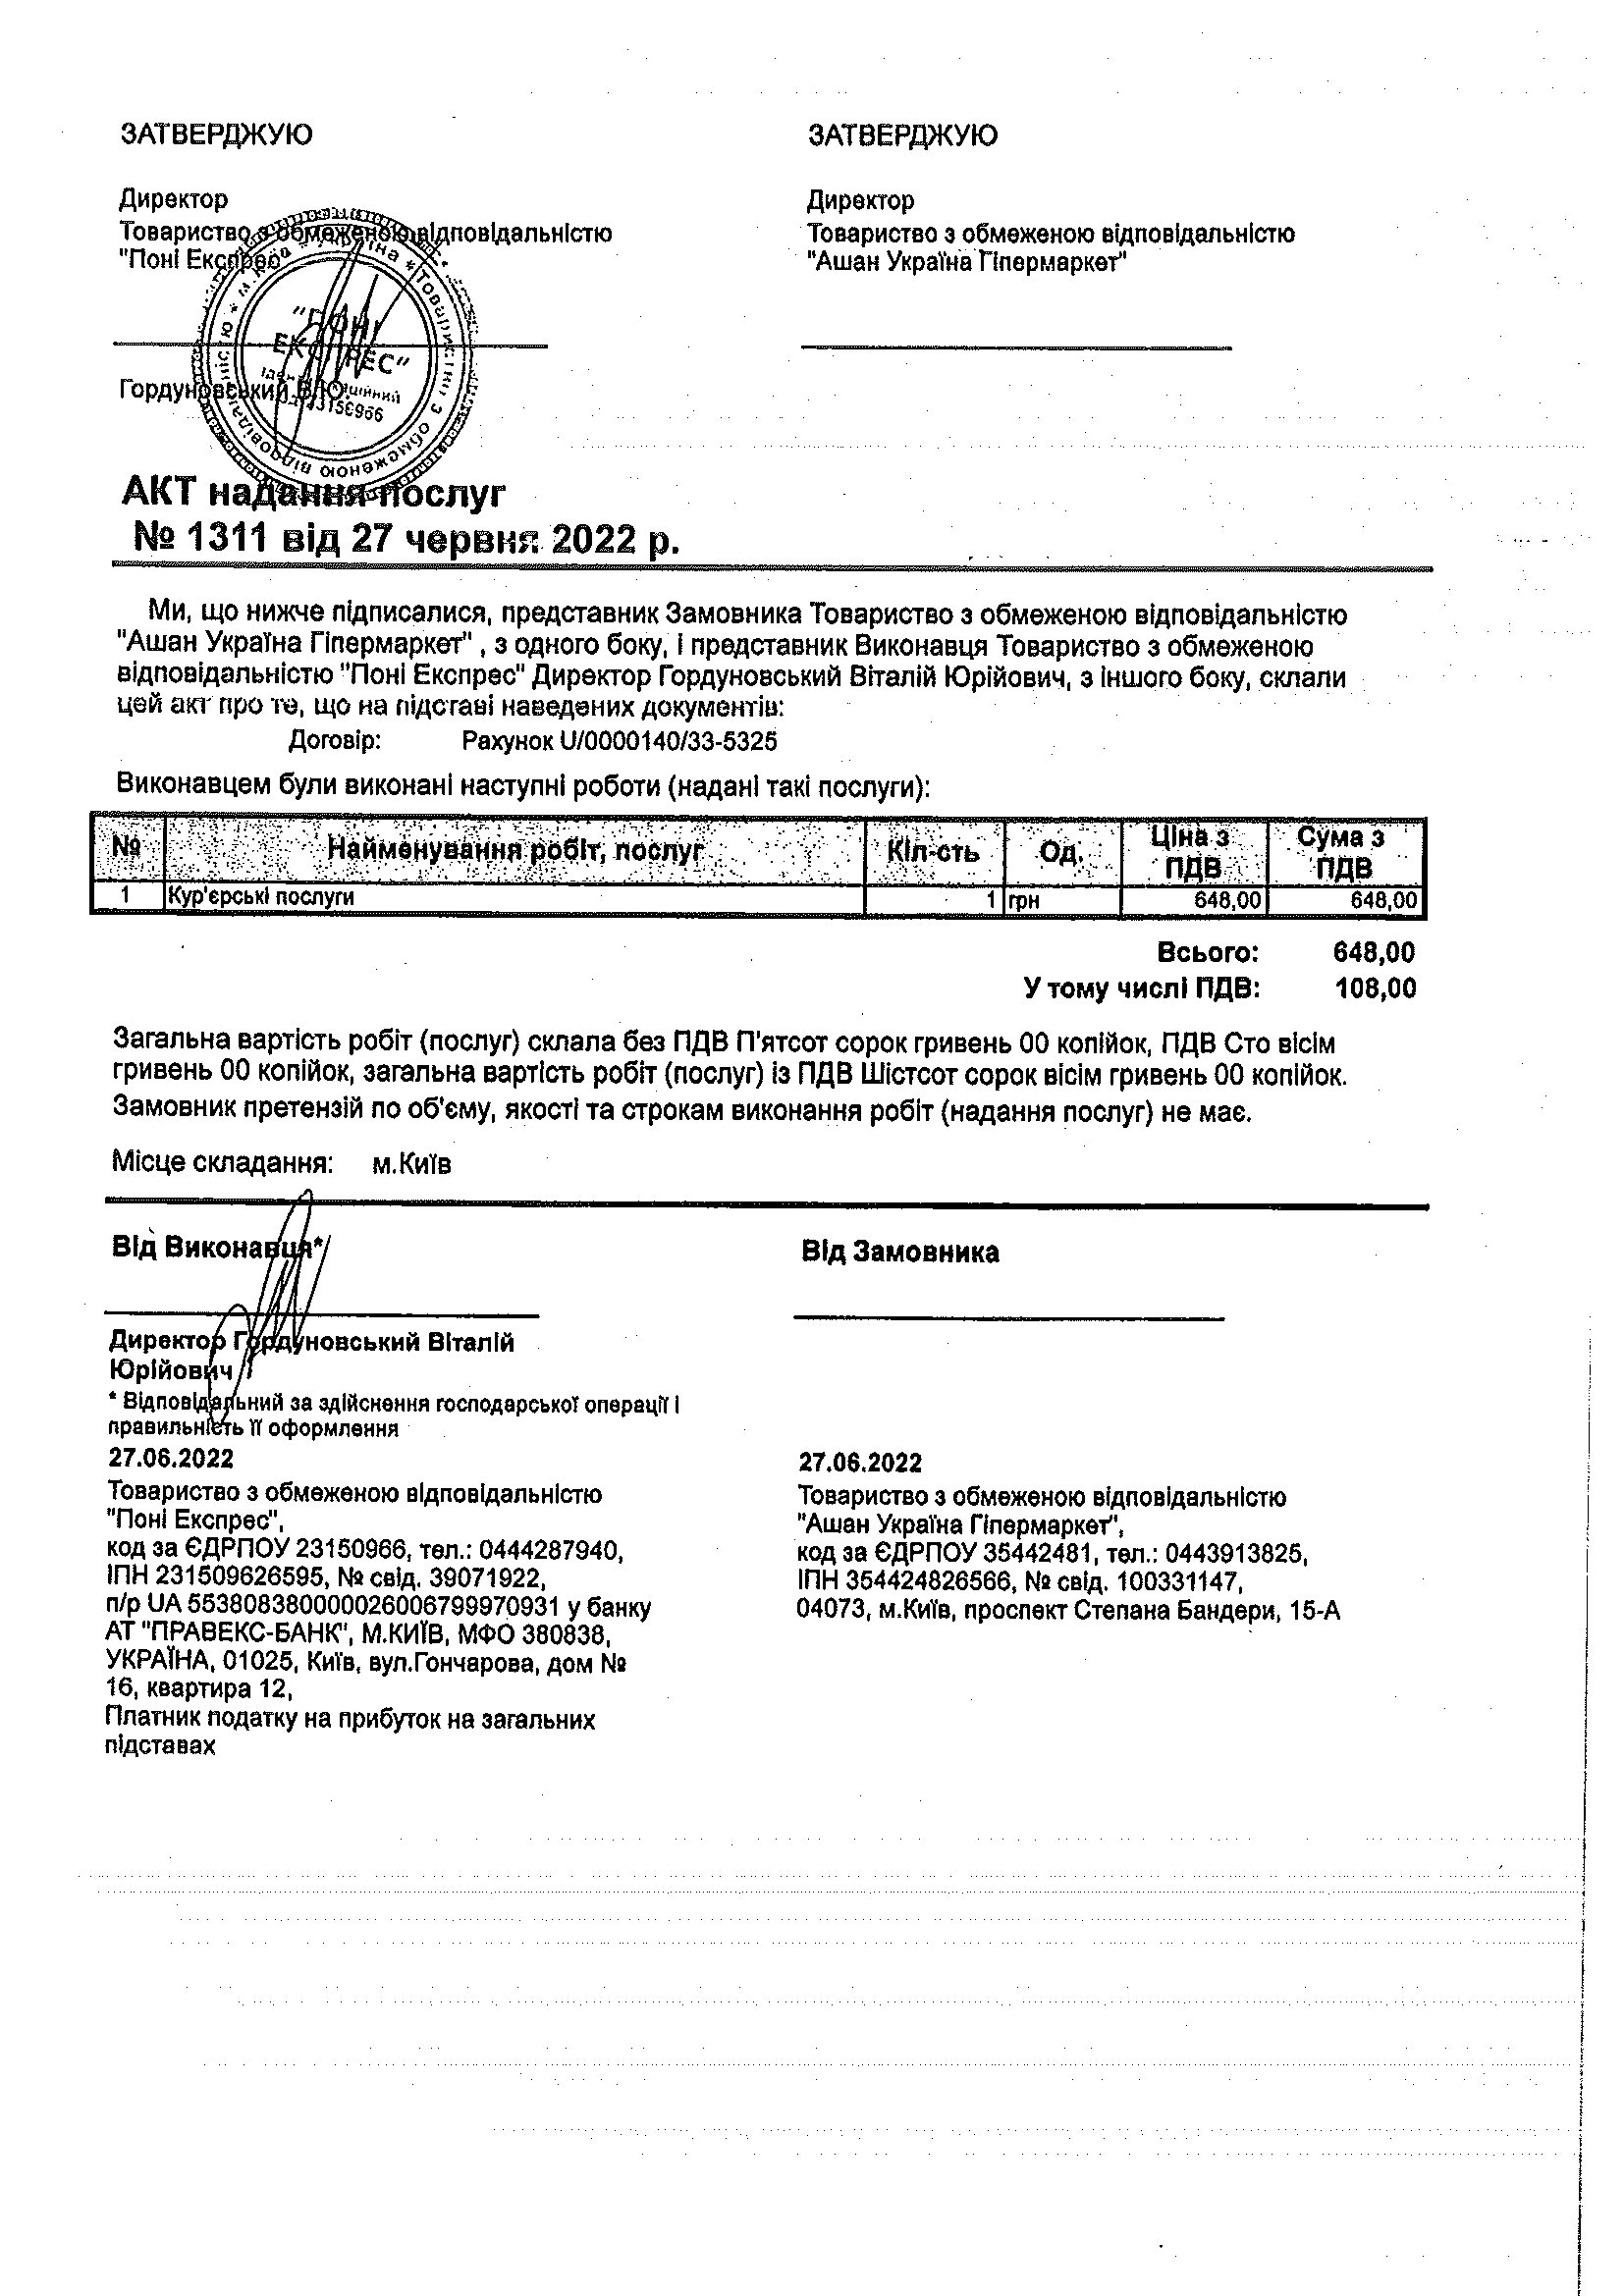 ЗАТВЕРДЖУЮ
Директор
Товариство з обмеженою відповідальністю
"Поні Експрес"
Гордуновський В.Ю.
ЗАТВЕРДЖУЮ
Директор
Товариство з обмеженою відповідальністю
"Ашан Україна Гіпермаркет"
"ПОНІ
ЕКСПРЕС"
АКТ надання послуг
№ 1311 від 27 червня 2022 р.
Ми, що нижче підписалися, представник Замовника Товариство з обмеженою відповідальністю
"Ашан Україна Гіпермаркет" , з одного боку, і представник Виконавця Товариство з обмеженою
відповідальністю "Поні Експрес" Директор Гордуновський Віталій Юрійович, з іншого боку, склали
цей акт про те, що на підставі наведених документів:
Договір: Рахунок U/0000140/33-5325
Виконавцем були виконані наступні роботи (надані такі послуги):
№ Найменування робіт, послуг Кіл-сть Од. Ціна з ПДВ Сума з ПДВ
1 Кур'єрські послуги 1 грн 648,00 648,00
Всього: 648,00
У тому числі ПДВ: 108,00
Загальна вартість робіт (послуг) склала без ПДВ П'ятсот сорок гривень 00 копійок, ПДВ Сто вісім
гривень 00 копійок, загальна вартість робіт (послуг) із ПДВ Шістсот сорок вісім гривень 00 копійок.
Замовник претензій по об'єму, якості та строкам виконання робіт (надання послуг) не має.
Місце складання: м.Київ
Від Виконавця*
Директор Гордуновський Віталій
Юрійович
* Відповідальний за здійснення господарської операції і
правильність її оформлення
27.06.2022
Товариство з обмеженою відповідальністю
"Поні Експрес",
код за ЄДРПОУ 23150966, тел.: 0444287940,
ІПН 231509626595, № свід. 39071922,
п/р UA 553808380000026006799970931 у банку
АТ "ПРАВЕКС-БАНК", М.КИЇВ, МФО 380838,
УКРАЇНА, 01025, Київ, вул.Гончарова, дом №
16, квартира 12,
Платник податку на прибуток на загальних
підставах
Від Замовника
27.06.2022
Товариство з обмеженою відповідальністю
"Ашан Україна Гіпермаркет",
код за ЄДРПОУ 35442481, тел.: 0443913825,
ІПН 354424826566, № свід. 100331147,
04073, м.Київ, проспект Степана Бандери, 15-А